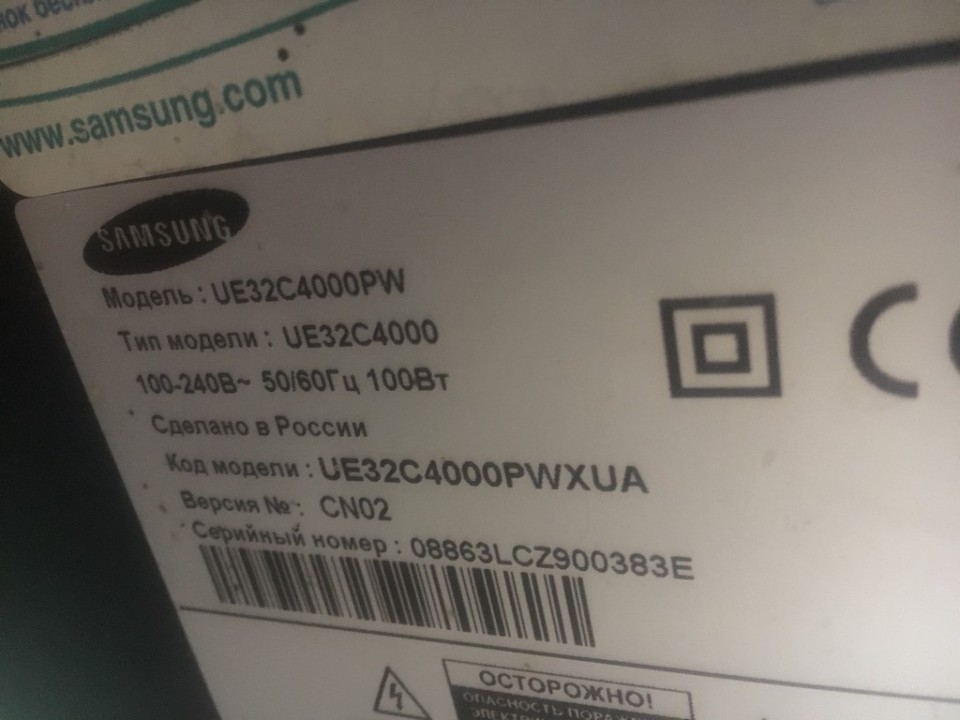 www.samsung.com
SAMSUNG
Модель : UE32C4000PW
Тип модели : UE32C4000
100-240В~ 50/60Гц 100Вт
Сделано в России
Код модели : UE32C4000PWXUA
Версия № : CN02
Серийный номер : 08863LCZ900383E
ОСТОРОЖНО!
ОПАСНОСТЬ